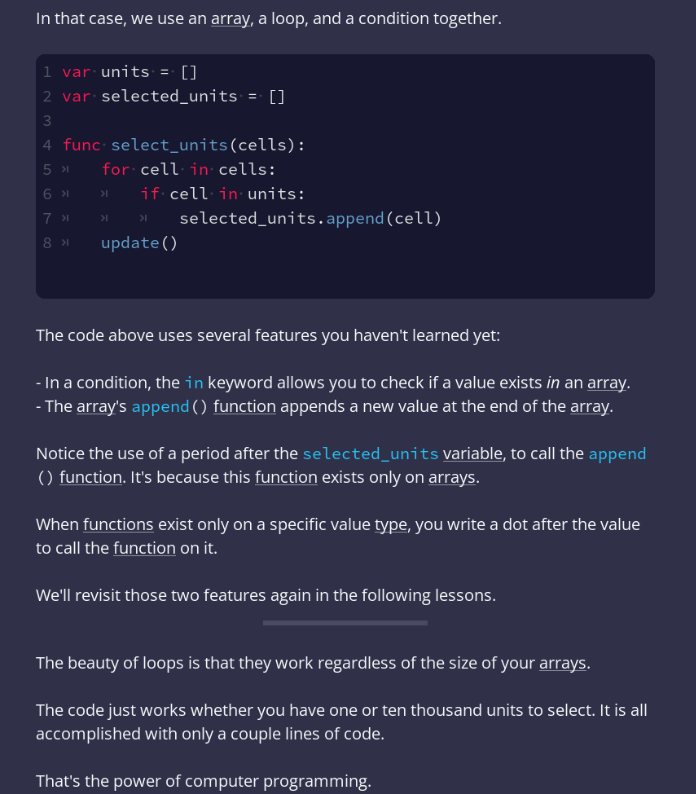 In that case, we use an array, a loop, and a condition together.
1 var units = []
2 var selected_units = []
3
4 func select_units(cells):
5 for cell in cells:
6 if cell in units:
7 selected_units.append(cell)
8 update()
The code above uses several features you haven't learned yet:
- In a condition, the in keyword allows you to check if a value exists in an array.
- The array's append() function appends a new value at the end of the array.
Notice the use of a period after the selected_units variable, to call the append
() function. It's because this function exists only on arrays.
When functions exist only on a specific value type, you write a dot after the value
to call the function on it.
We'll revisit those two features again in the following lessons.
The beauty of loops is that they work regardless of the size of your arrays.
The code just works whether you have one or ten thousand units to select. It is all
accomplished with only a couple lines of code.
That's the power of computer programming.